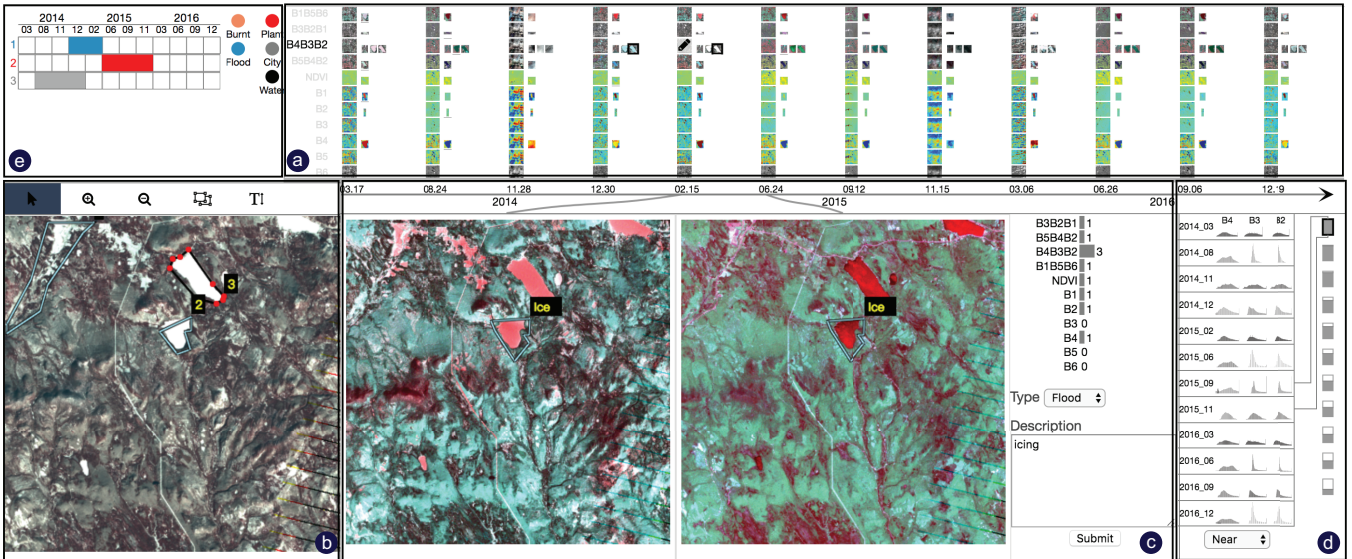 2014 2015 2016
03 08 11 12 02 06 09 11 03 06 09 12
1
2
3
Burnt
Flood
Plan
City
Wate
e
B1B5B6
B3B2B1
B4B3B2
B5B4B2
NDVI
B1
B2
B3
B4
B5
B6
a
03.17 08.24 11.28 12.30 02.15 06.24 09.12 11.15 03.06 06.26 09.06 12.19
2014 2015 2016
T
3
2
b
Ice
Ice
B3B2B1 1
B5B4B2 1
B4B3B2 3
B1B5B6 1
NDVI 1
B1 1
B2 1
B3 0
B4 1
B5 0
B6 0
Type Flood
Description
icing
Submit
c
B4 B3 B2
2014_03
2014_08
2014_11
2014_12
2015_02
2015_06
2015_09
2015_11
2016_03
2016_06
2016_09
2016_12
Near
d